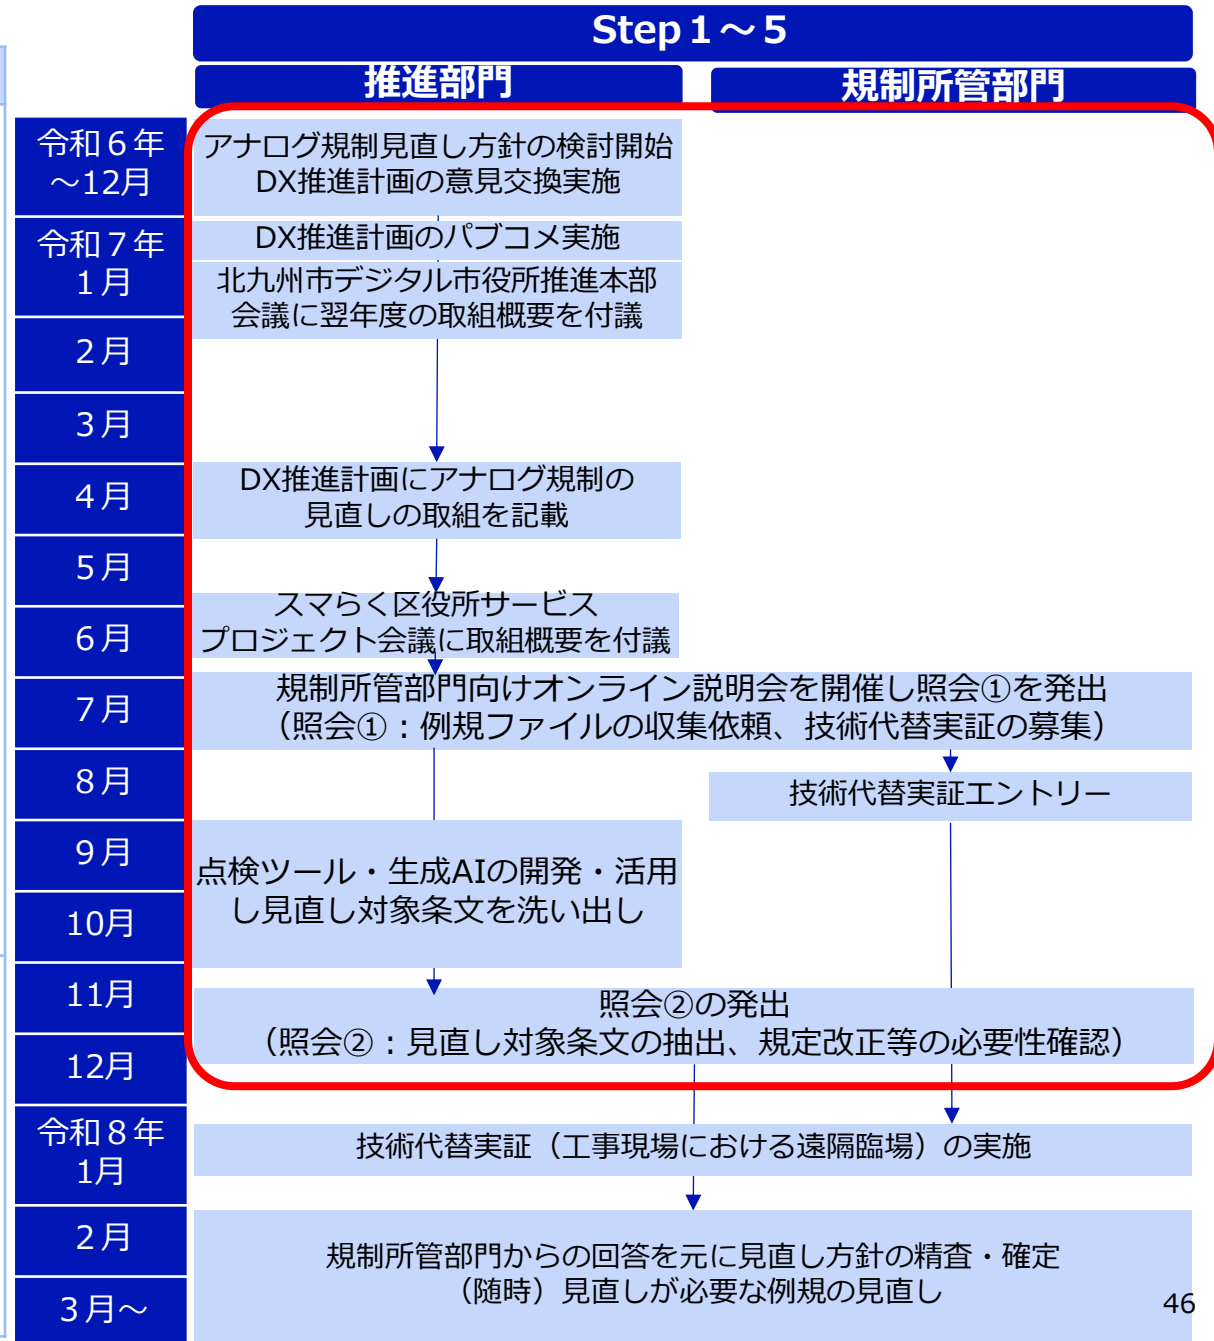 Step１～５
推進部門
規制所管部門
令和６年
～12月
アナログ規制見直し方針の検討開始
DX推進計画の意見交換実施
令和７年
１月
DX推進計画のパブコメ実施
北九州市デジタル市役所推進本部
会議に翌年度の取組概要を付議
２月
３月
４月
DX推進計画にアナログ規制の
見直しの取組を記載
５月
６月
スマらく区役所サービス
プロジェクト会議に取組概要を付議
７月
規制所管部門向けオンライン説明会を開催し照会①を発出
（照会①：例規ファイルの収集依頼、技術代替実証の募集）
８月
技術代替実証エントリー
９月
10月
点検ツール・生成AIの開発・活用
し見直し対象条文を洗い出し
11月
12月
照会②の発出
（照会②：見直し対象条文の抽出、規定改正等の必要性確認）
令和８年
1月
技術代替実証（工事現場における遠隔臨場）の実施
２月
３月～
規制所管部門からの回答を元に見直し方針の精査・確定
（随時）見直しが必要な例規の見直し
46